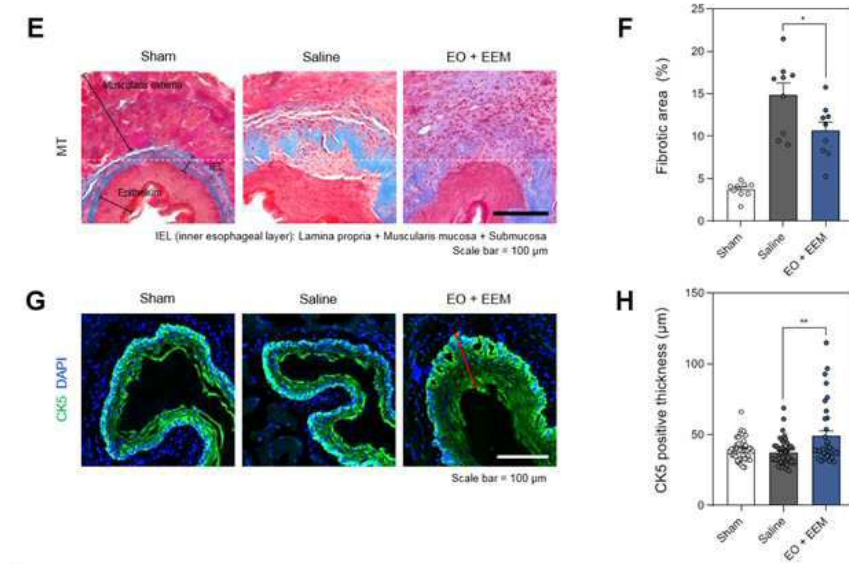 E
Sham
Saline
EO + EEM
MT
Muscularis externa
IEL
Epithelium
IEL (inner esophageal layer): Lamina propria + Muscularis mucosa + Submucosa
Scale bar = 100 μm
F
Fibrotic area (%)
25
20
15
10
5
0
*
Sham
Saline
EO + EEM
G
Sham
Saline
EO + EEM
CK5 DAPI
Scale bar = 100 μm
H
CK5 positive thickness (μm)
150
100
50
0
**
Sham
Saline
EO + EEM